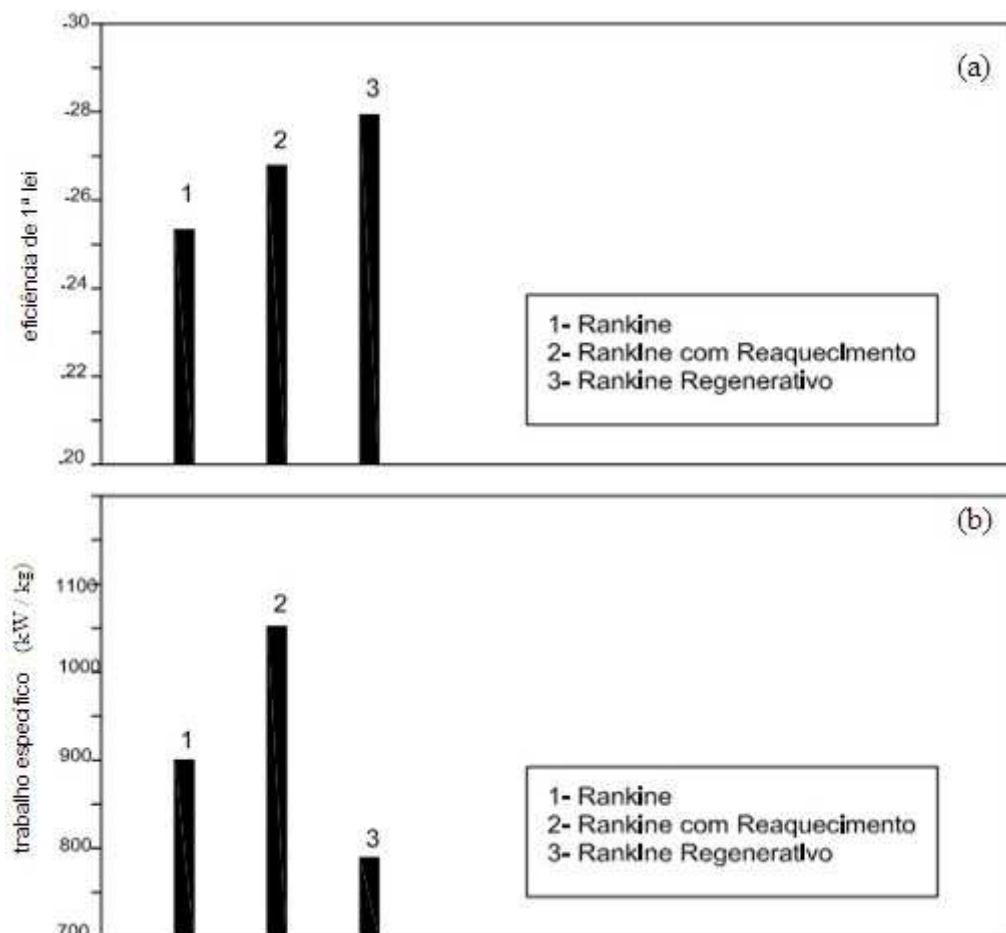 .30
(a)
3
.28
2
1
.26
eficiência de 1ª lei
.24
1- Rankine
2- Rankine com Reaquecimento
3- Rankine Regenerativo
.22
.20
(b)
1100
2
trabalho especifico (kW / kg)
1000
1
900
1- Rankine
2- Rankine com Reaquecimento
3- Rankine Regenerativo
3
800
700